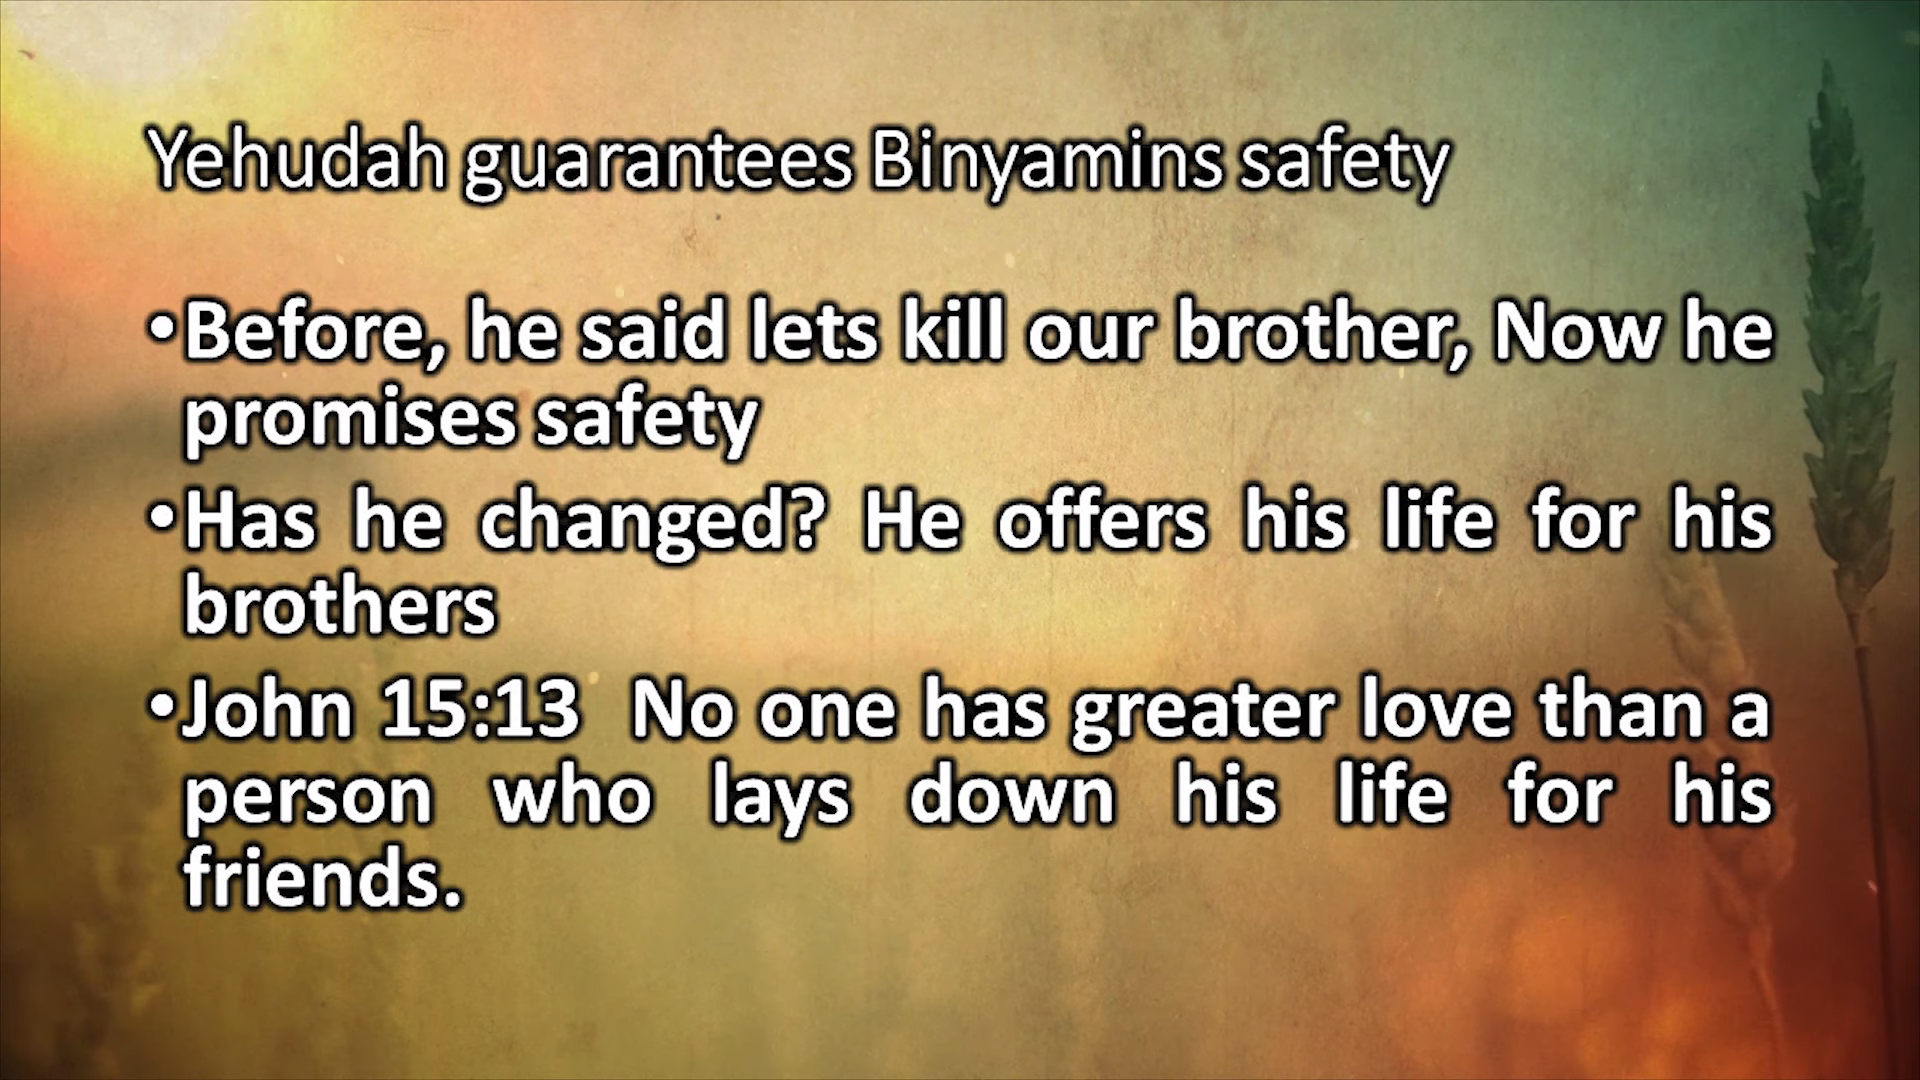 Yehudah guarantees Binyamins safety
•Before, he said lets kill our brother, Now he
promises safety
•Has he changed? He offers his life for his
brothers
•John 15:13 No one has greater love than a
person who lays down his life for his
friends.